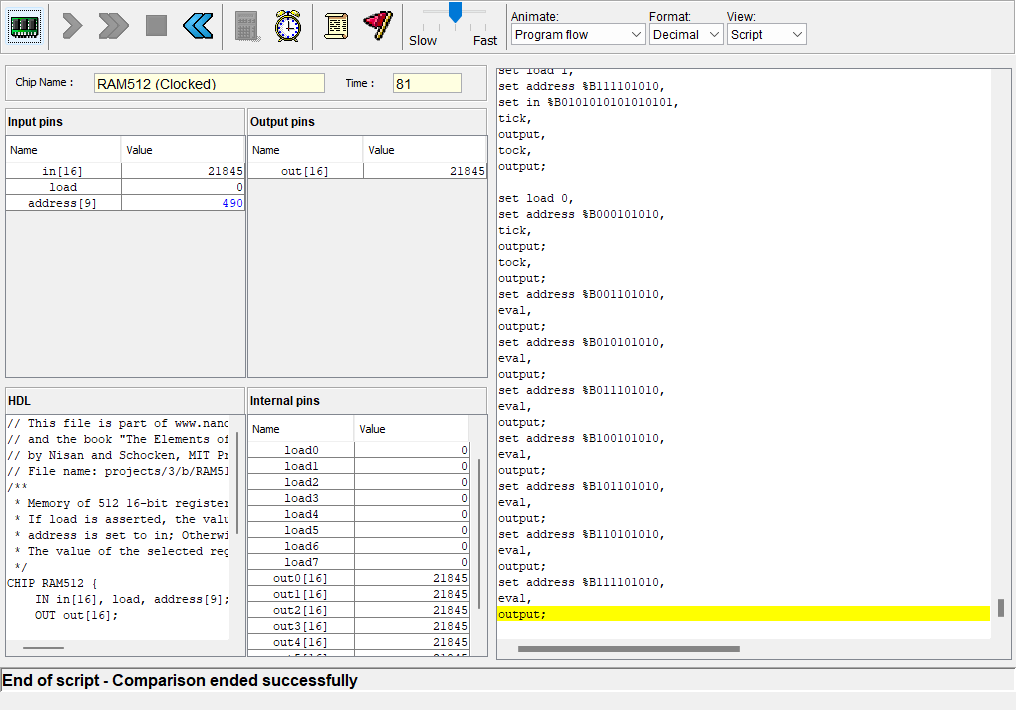 Slow Fast
Animate:
Program flow
Format:
Decimal
View:
Script
Chip Name :
RAM512 (Clocked)
Time :
81
Input pins
Name Value
in[16] 21845
load 0
address[9] 490
Output pins
Name Value
out[16] 21845
HDL
// This file is part of www.nand
// and the book "The Elements of
// by Nisan and Schocken, MIT Pr
// File name: projects/3/b/RAM51
/**
* Memory of 512 16-bit register
* If load is asserted, the valu
* address is set to in; Otherwi
* The value of the selected reg
*/
CHIP RAM512 {
IN in[16], load, address[9];
OUT out[16];
Internal pins
Name Value
load0 0
load1 0
load2 0
load3 0
load4 0
load5 0
load6 0
load7 0
out0[16] 21845
out1[16] 21845
out2[16] 21845
out3[16] 21845
out4[16] 21845
set load 1,
set address %B111101010,
set in %B0101010101010101,
tick,
output,
tock,
output;
set load 0,
set address %B000101010,
tick,
output;
tock,
output;
set address %B001101010,
eval,
output;
set address %B010101010,
eval,
output;
set address %B011101010,
eval,
output;
set address %B100101010,
eval,
output;
set address %B101101010,
eval,
output;
set address %B110101010,
eval,
output;
set address %B111101010,
eval,
output;
End of script - Comparison ended successfully